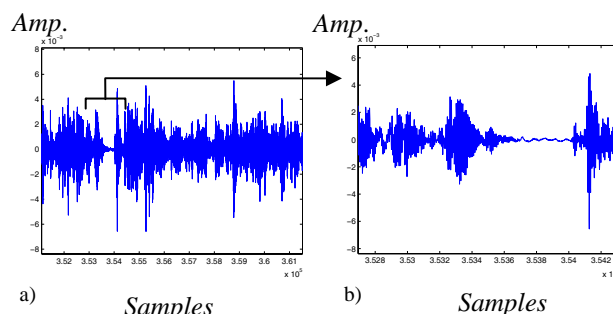 Amp.
Amp.
x 10⁻³
x 10⁻³
8
6
4
2
0
−2
−4
−6
−8
6
4
2
0
−2
−4
−6
−8
3.52 3.53 3.54 3.55 3.56 3.57 3.58 3.59 3.6 3.61
3.528 3.53 3.532 3.534 3.536 3.538 3.54 3.542
x 10⁵
x 1
a)
Samples
b)
Samples